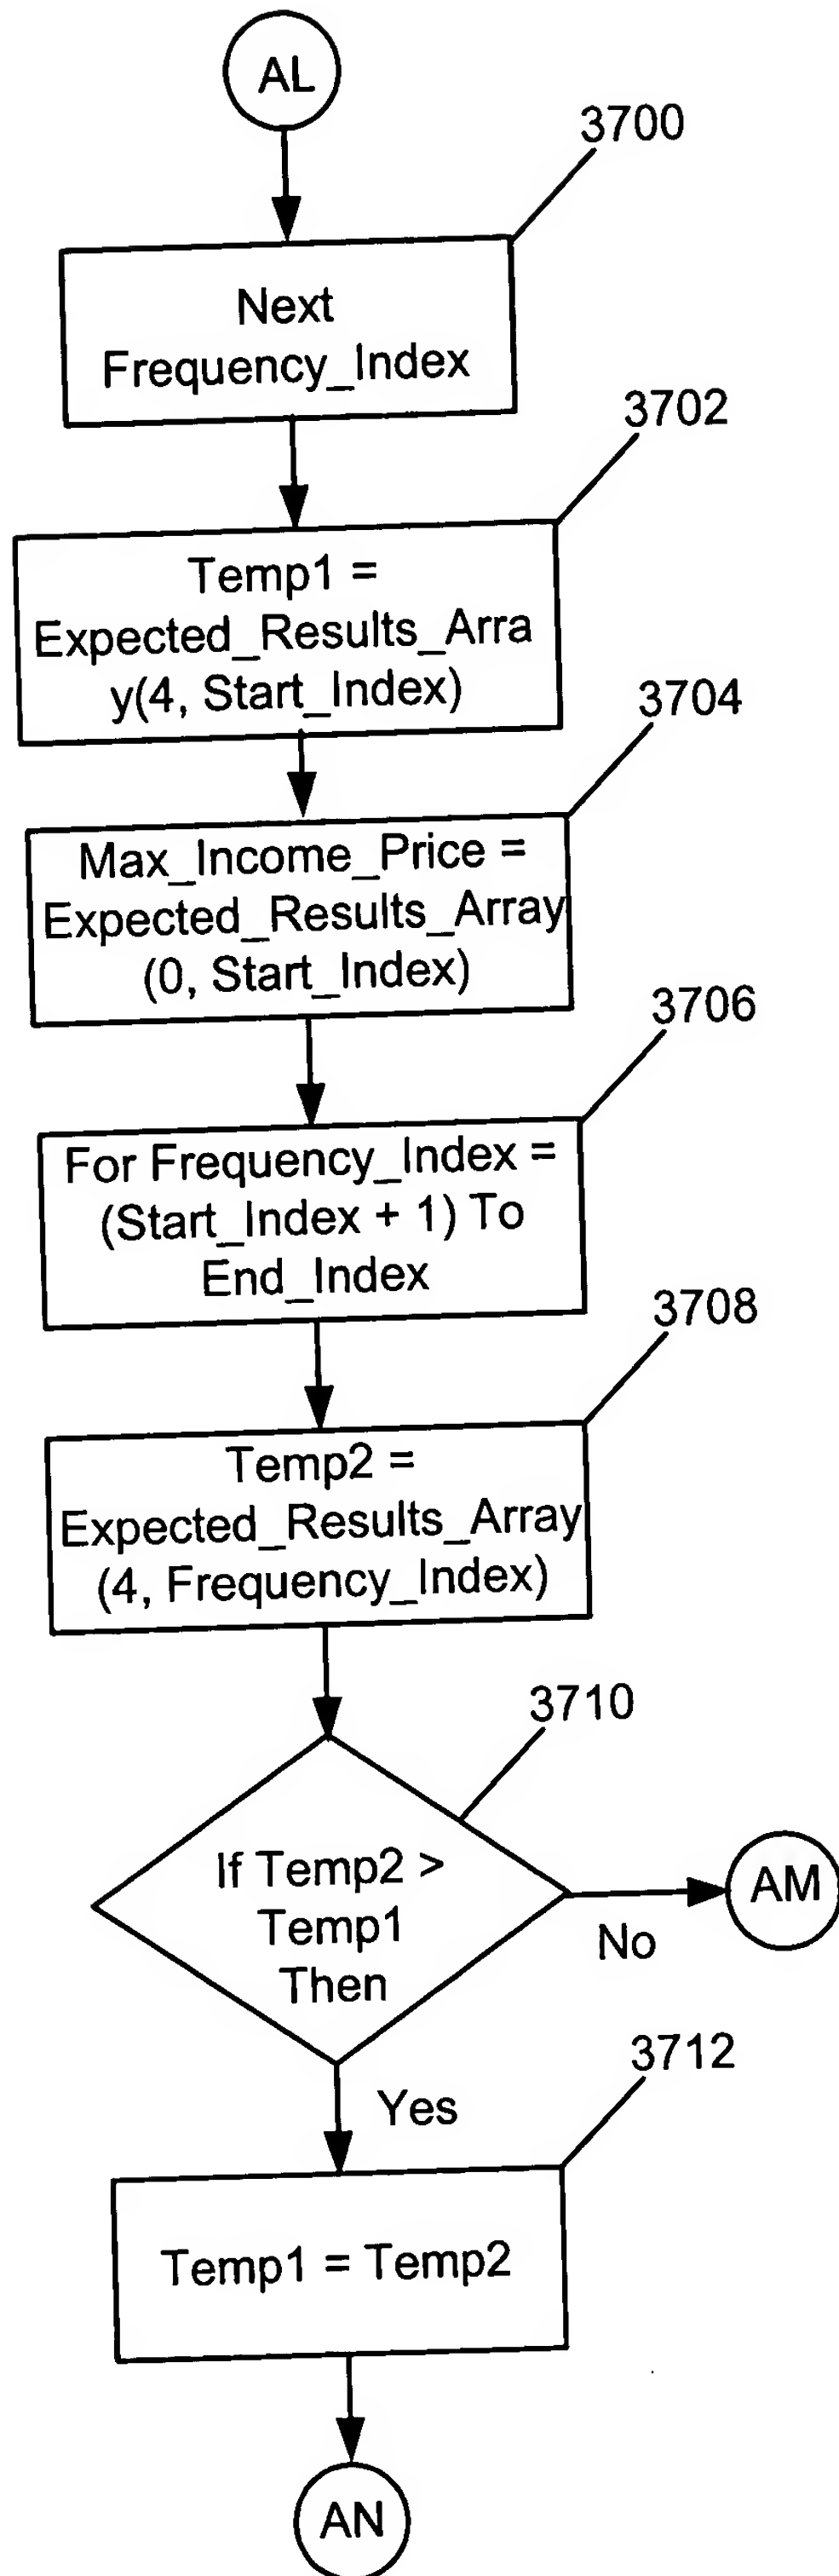 AL
3700
Next
Frequency_Index
3702
Temp1 =
Expected_Results_Arra
y(4, Start_Index)
3704
Max_Income_Price =
Expected_Results_Array
(0, Start_Index)
3706
For Frequency_Index =
(Start_Index + 1) To
End_Index
3708
Temp2 =
Expected_Results_Array
(4, Frequency_Index)
3710
If Temp2 >
Temp1
Then
AM
No
3712
Yes
Temp1 = Temp2
AN